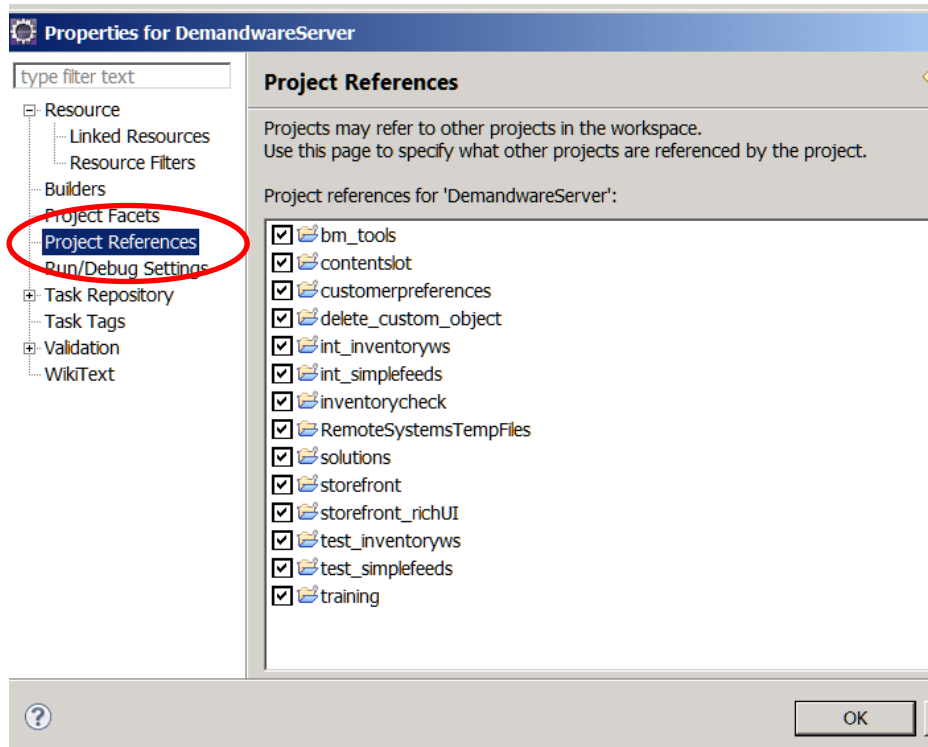 Properties for DemandwareServer
type filter text
Resource
Linked Resources
Resource Filters
Builders
Project Facets
Project References
Run/Debug Settings
Task Repository
Task Tags
Validation
WikiText
Project References
Projects may refer to other projects in the workspace.
Use this page to specify what other projects are referenced by the project.
Project references for 'DemandwareServer':
bm_tools
contentslot
customerpreferences
delete_custom_object
int_inventoryws
int_simplefeeds
inventorycheck
RemoteSystemsTempFiles
solutions
storefront
storefront_richUI
test_inventoryws
test_simplefeeds
training
?
OK